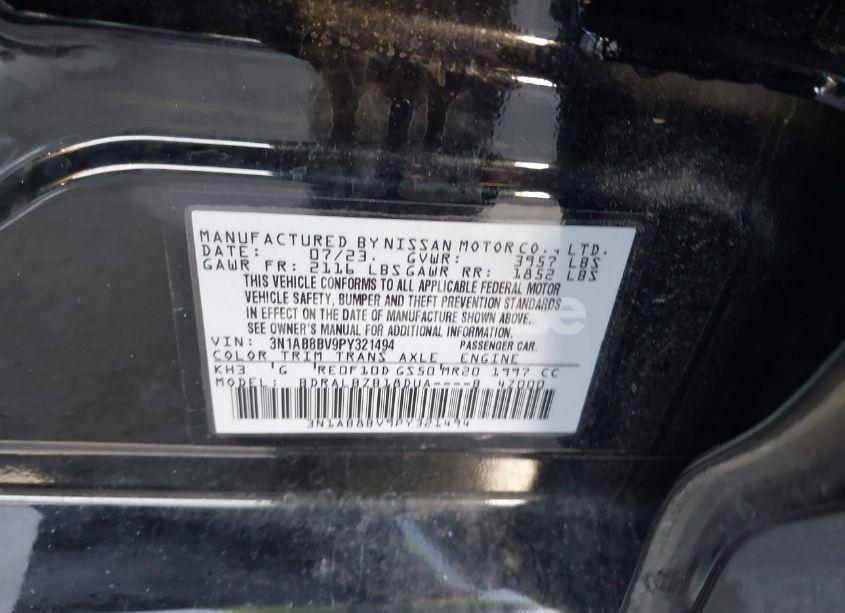 MANUFACTURED BY NISSAN MOTOR CO., LTD.
DATE: 07/23. GVWR: 3957 LBS
GAWR FR: 2116 LBS GAWR RR: 1852 LBS
THIS VEHICLE CONFORMS TO ALL APPLICABLE FEDERAL MOTOR
VEHICLE SAFETY, BUMPER AND THEFT PREVENTION STANDARDS
IN EFFECT ON THE DATE OF MANUFACTURE SHOWN ABOVE.
SEE OWNER'S MANUAL FOR ADDITIONAL INFORMATION.
VIN: 3N1AB8BV9PY321494 PASSENGER CAR.
COLOR TRIM TRANS AXLE ENGINE
KH3 G RE0F10D GS50 MR20 1997 CC
MODEL:
3N1AB8BV9PY321494